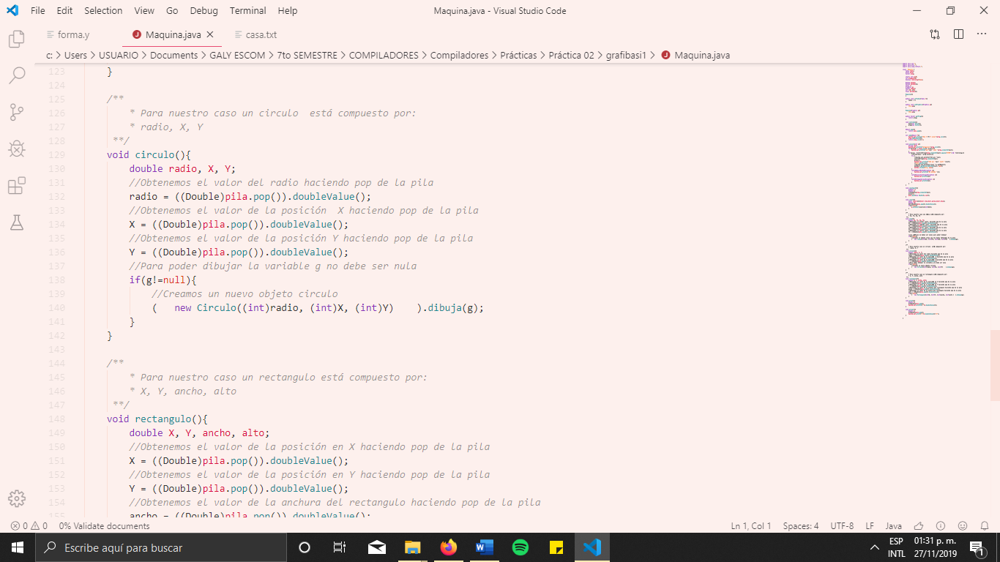 File Edit Selection View Go Debug Terminal Help
Maquina.java - Visual Studio Code
forma.y
Maquina.java
casa.txt
c: > Users > USUARIO > Documents > GALY ESCOM > 7to SEMESTRE > COMPILADORES > Compiladores > Prácticas > Práctica 02 > grafibasi1 > Maquina.java
123 }
124
125 /**
126 * Para nuestro caso un circulo  está compuesto por:
127 * radio, X, Y
128 **/
129 void circulo(){
130 double radio, X, Y;
131 //Obtenemos el valor del radio haciendo pop de la pila
132 radio = ((Double)pila.pop()).doubleValue();
133 //Obtenemos el valor de la posición  X haciendo pop de la pila
134 X = ((Double)pila.pop()).doubleValue();
135 //Obtenemos el valor de la posición Y haciendo pop de la pila
136 Y = ((Double)pila.pop()).doubleValue();
137 //Para poder dibujar la variable g no debe ser nula
138 if(g!=null){
139 //Creamos un nuevo objeto circulo
140 (   new Circulo((int)radio, (int)X, (int)Y)    ).dibuja(g);
141 }
142 }
143
144 /**
145 * Para nuestro caso un rectangulo está compuesto por:
146 * X, Y, ancho, alto
147 **/
148 void rectangulo(){
149 double X, Y, ancho, alto;
150 //Obtenemos el valor de la posición en X haciendo pop de la pila
151 X = ((Double)pila.pop()).doubleValue();
152 //Obtenemos el valor de la posición en Y haciendo pop de la pila
153 Y = ((Double)pila.pop()).doubleValue();
154 //Obtenemos el valor de la anchura del rectangulo haciendo pop de la pila
155 ancho = ((Double)pila.pop()).doubleValue();
0 0 0% Validate documents
Ln 1, Col 1 Spaces: 4 UTF-8 LF Java
Escribe aquí para buscar
ESP 01:31 p. m.
INTL 27/11/2019
1